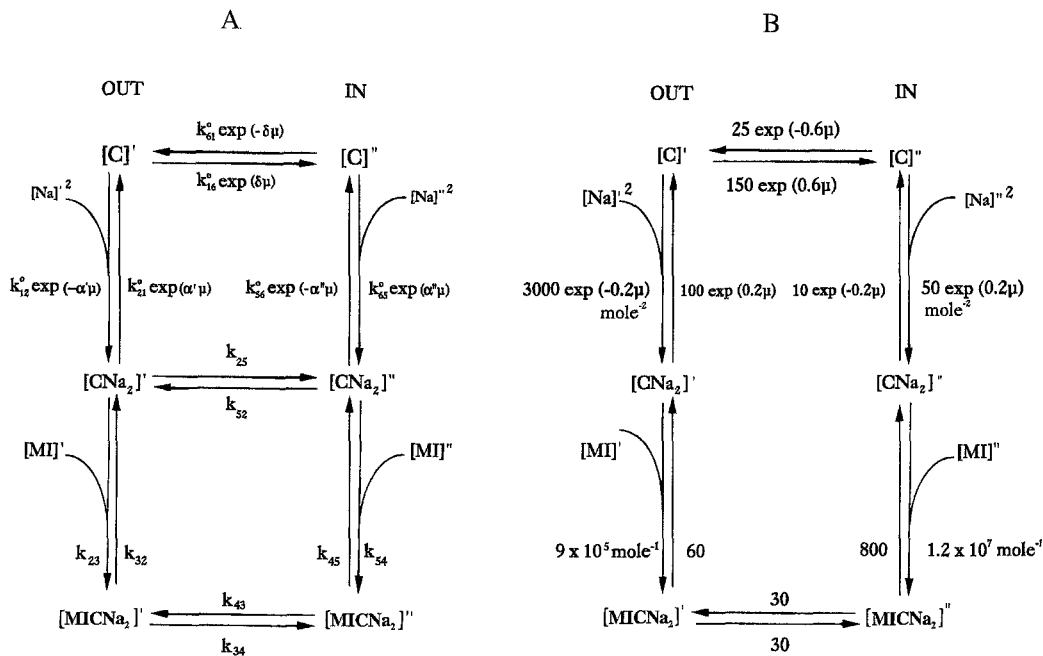 A
B
OUT
IN
OUT
IN
k°₆₁ exp (-δμ)
25 exp (-0.6μ)
[C]'
[C]"
[C]'
[C]"
k°₁₆ exp (δμ)
150 exp (0.6μ)
[Na]'²
[Na]"²
[Na]'²
[Na]"²
k°₁₂ exp (-α'μ)
k°₂₁ exp (α'μ)
k°₅₆ exp (-α"μ)
k°₆₅ exp (α"μ)
3000 exp (-0.2μ)
mole⁻²
100 exp (0.2μ)
10 exp (-0.2μ)
50 exp (0.2μ)
mole⁻²
k₂₅
[CNa₂]'
[CNa₂]"
[CNa₂]'
[CNa₂]"
k₅₂
[MI]'
[MI]"
[MI]'
[MI]"
k₂₃
k₃₂
k₄₅
k₅₄
9 x 10⁵ mole⁻¹
60
800
1.2 x 10⁷ mole⁻¹
k₄₃
30
[MICNa₂]'
[MICNa₂]"
[MICNa₂]'
[MICNa₂]"
k₃₄
30